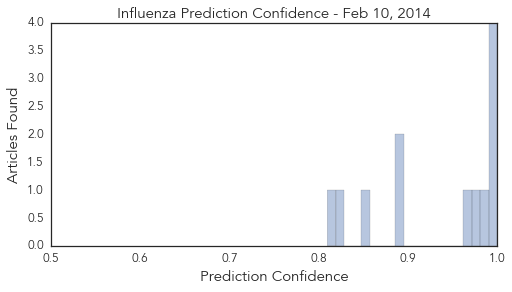 Influenza Prediction Confidence - Feb 10, 2014
Articles Found
4.0
3.5
3.0
2.5
2.0
1.5
1.0
0.5
0.0
0.5 0.6 0.7 0.8 0.9 1.0
Prediction Confidence